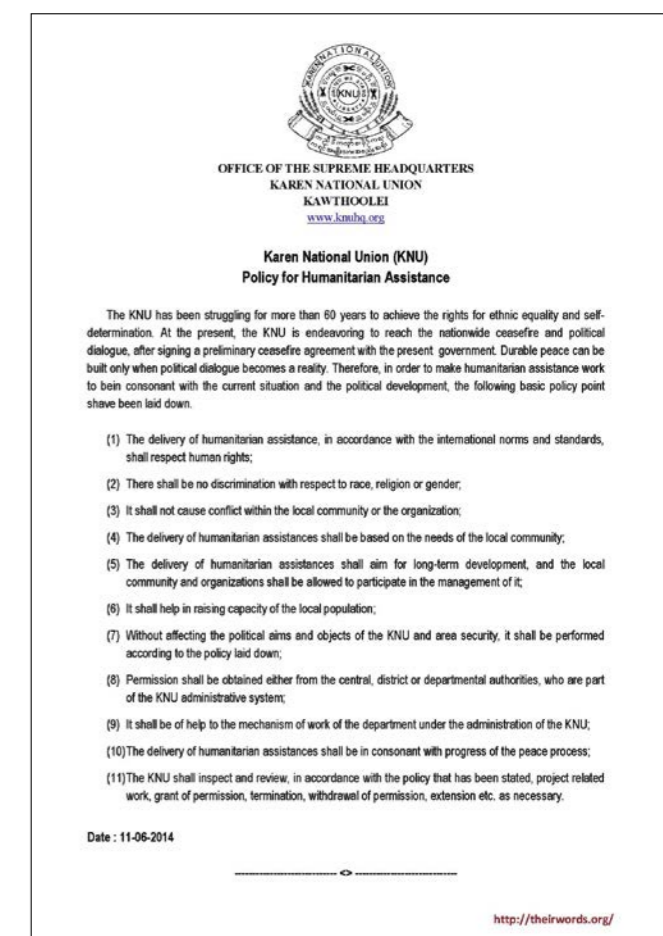 KAREN NATIONAL UNION
KNU
OFFICE OF THE SUPREME HEADQUARTERS
KAREN NATIONAL UNION
KAWTHOOLEI
www.knuhq.org
Karen National Union (KNU)
Policy for Humanitarian Assistance
The KNU has been struggling for more than 60 years to achieve the rights for ethnic equality and self-
determination. At the present, the KNU is endeavoring to reach the nationwide ceasefire and political
dialogue, after signing a preliminary ceasefire agreement with the present government. Durable peace can be
built only when political dialogue becomes a reality. Therefore, in order to make humanitarian assistance work
to bein consonant with the current situation and the political development, the following basic policy point
shave been laid down.
(1) The delivery of humanitarian assistance, in accordance with the international norms and standards,
shall respect human rights;
(2) There shall be no discrimination with respect to race, religion or gender;
(3) It shall not cause conflict within the local community or the organization;
(4) The delivery of humanitarian assistances shall be based on the needs of the local community;
(5) The delivery of humanitarian assistances shall aim for long-term development, and the local
community and organizations shall be allowed to participate in the management of it;
(6) It shall help in raising capacity of the local population;
(7) Without affecting the political aims and objects of the KNU and area security, it shall be performed
according to the policy laid down;
(8) Permission shall be obtained either from the central, district or departmental authorities, who are part
of the KNU administrative system;
(9) It shall be of help to the mechanism of work of the department under the administration of the KNU;
(10)The delivery of humanitarian assistances shall be in consonant with progress of the peace process;
(11)The KNU shall inspect and review, in accordance with the policy that has been stated, project related
work, grant of permission, termination, withdrawal of permission, extension etc. as necessary.
Date : 11-06-2014
http://theirwords.org/